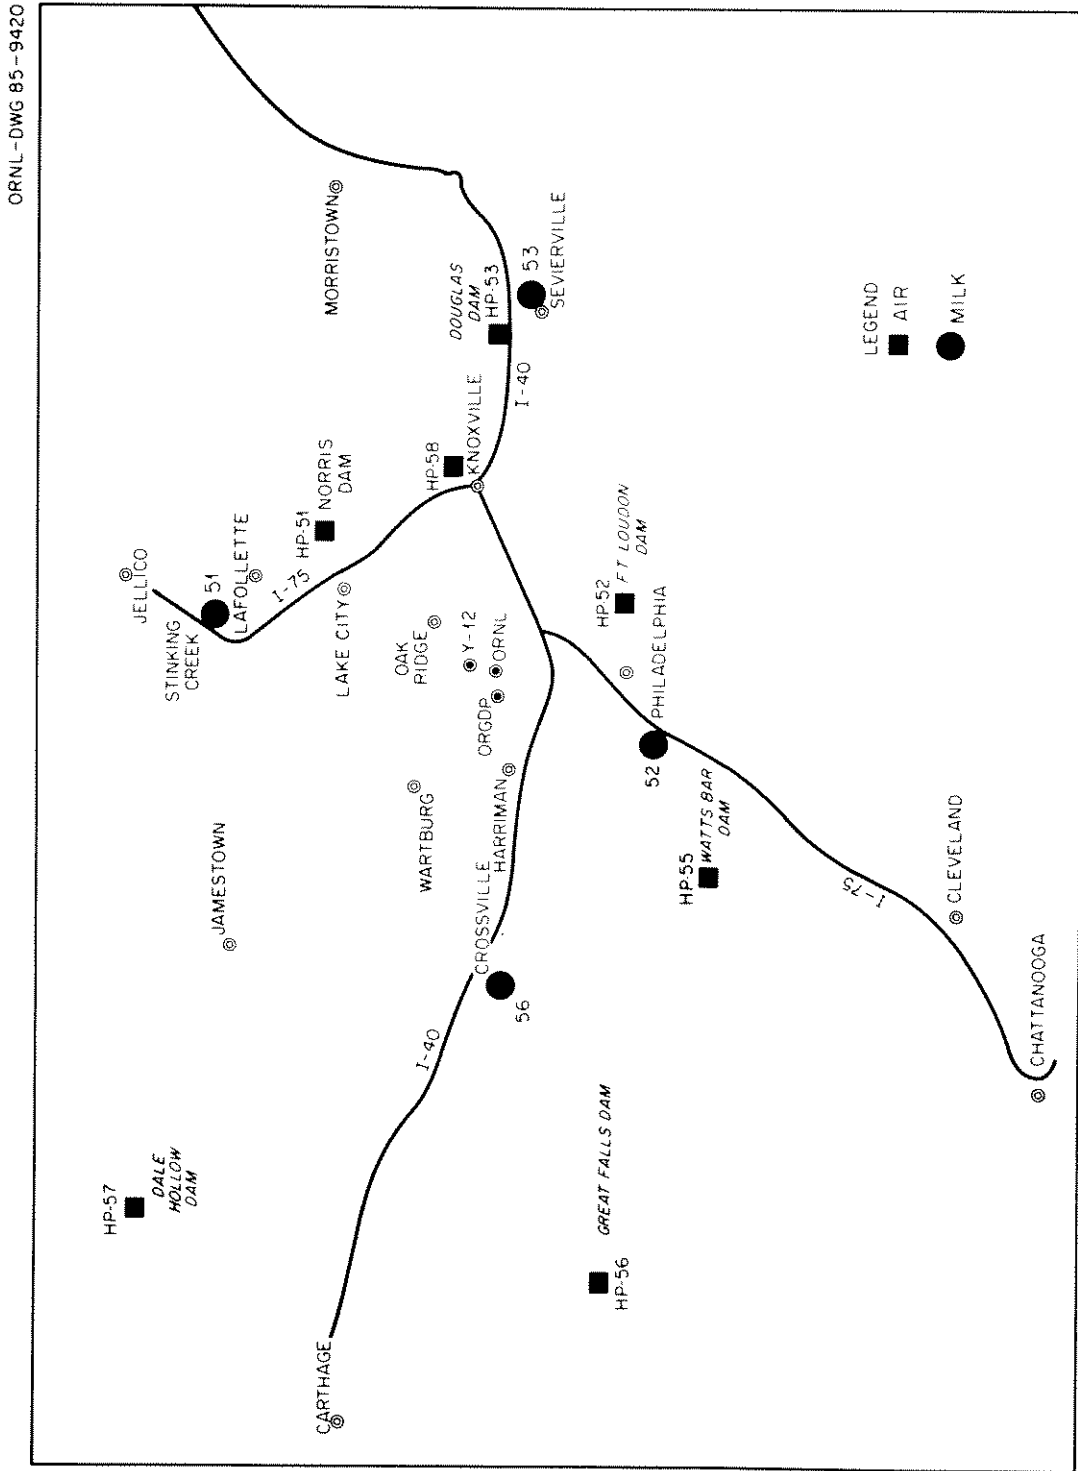 ORNL-DWG 85-9420
JELLICO
STINKING
CREEK
51
LAFOLLETTE
HP-51
NORRIS
DAM
I-75
LAKE CITY
MORRISTOWN
JAMESTOWN
HP-57
DALE
HOLLOW
DAM
CARTHAGE
WARTBURG
OAK
RIDGE
Y-12
ORNL
ORGDP
HARRIMAN
CROSSVILLE
56
I-40
HP-58
KNOXVILLE
DOUGLAS
DAM
HP-53
I-40
53
SEVIERVILLE
HP-52
FT LOUDON
DAM
PHILADELPHIA
52
HP-55
WATTS BAR
DAM
GREAT FALLS DAM
HP-56
I-75
CLEVELAND
CHATTANOOGA
LEGEND
AIR
MILK